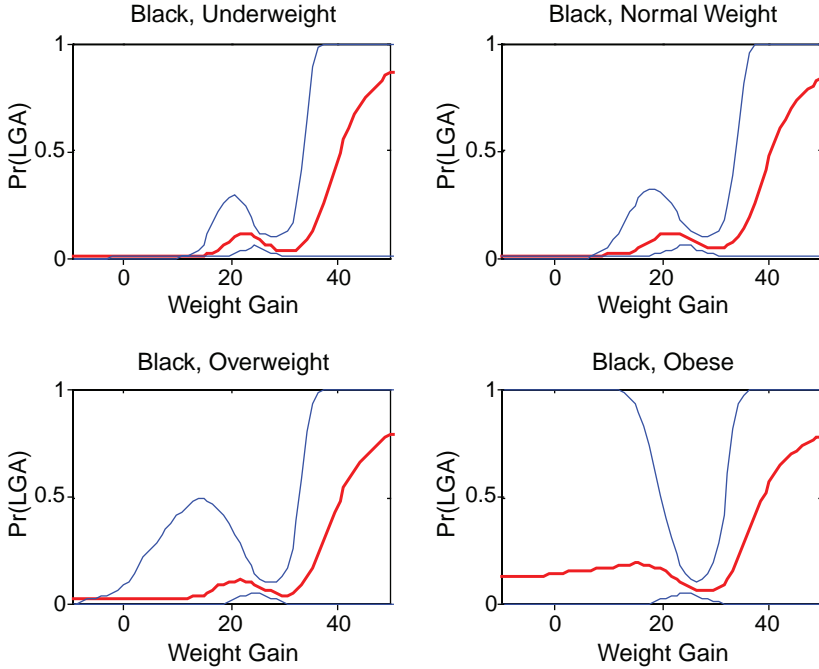 Black, Underweight
Black, Normal Weight
1
0.5
0
Pr(LGA)
0
20
40
Weight Gain
1
0.5
0
Pr(LGA)
0
20
40
Weight Gain
Black, Overweight
Black, Obese
1
0.5
0
Pr(LGA)
0
20
40
Weight Gain
1
0.5
0
Pr(LGA)
0
20
40
Weight Gain